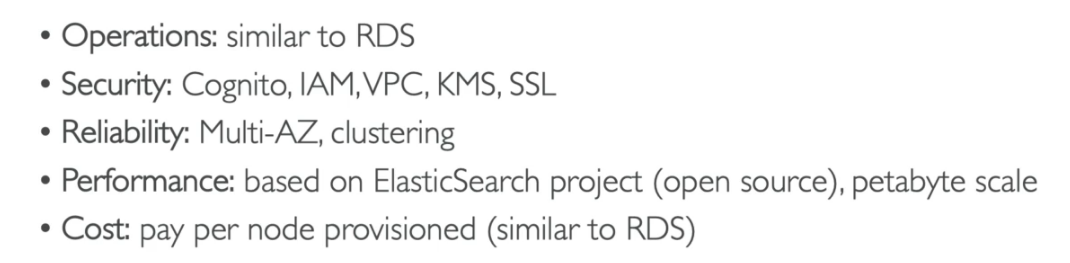 • Operations: similar to RDS
• Security: Cognito, IAM, VPC, KMS, SSL
• Reliability: Multi-AZ, clustering
• Performance: based on ElasticSearch project (open source), petabyte scale
• Cost: pay per node provisioned (similar to RDS)